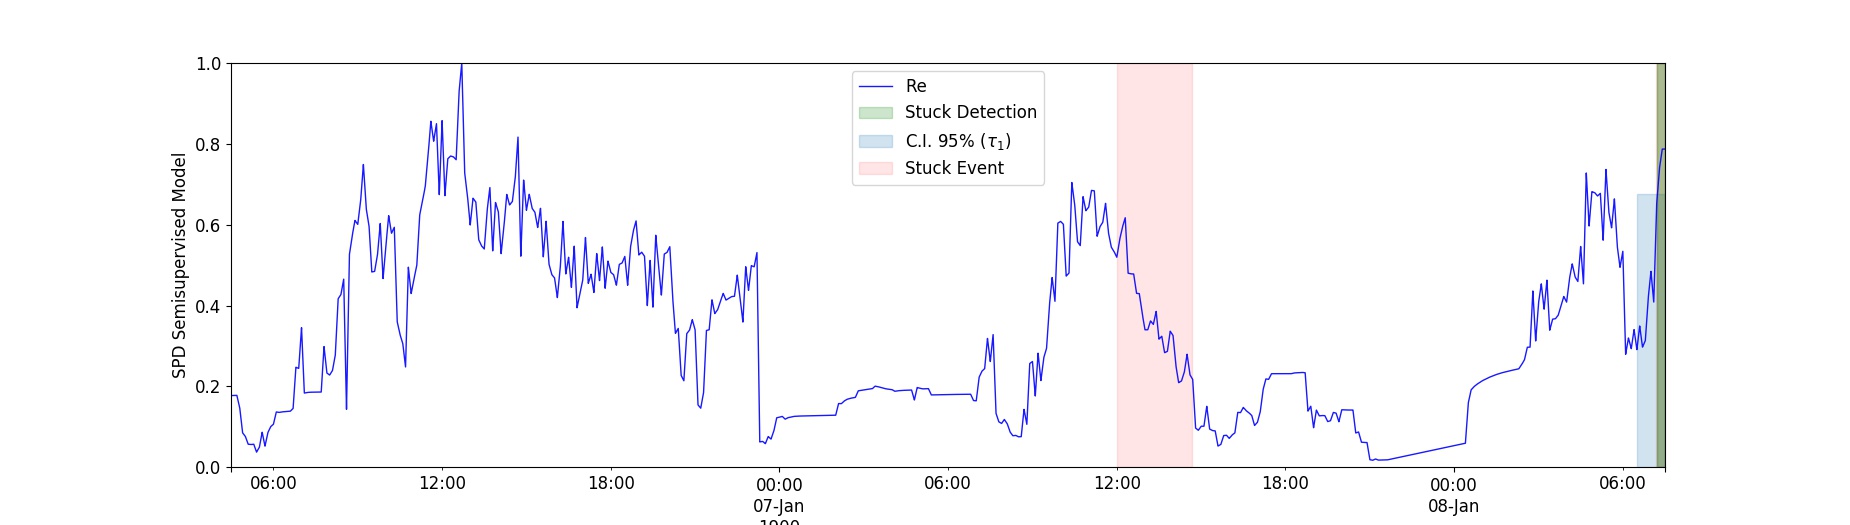 SPD Semisupervised Model
1.0
0.8
0.6
0.4
0.2
0.0
Re
Stuck Detection
C.I. 95% (τ₁)
Stuck Event
06:00 12:00 18:00 00:00 06:00 12:00 18:00 00:00 06:00
07-Jan 08-Jan
1900